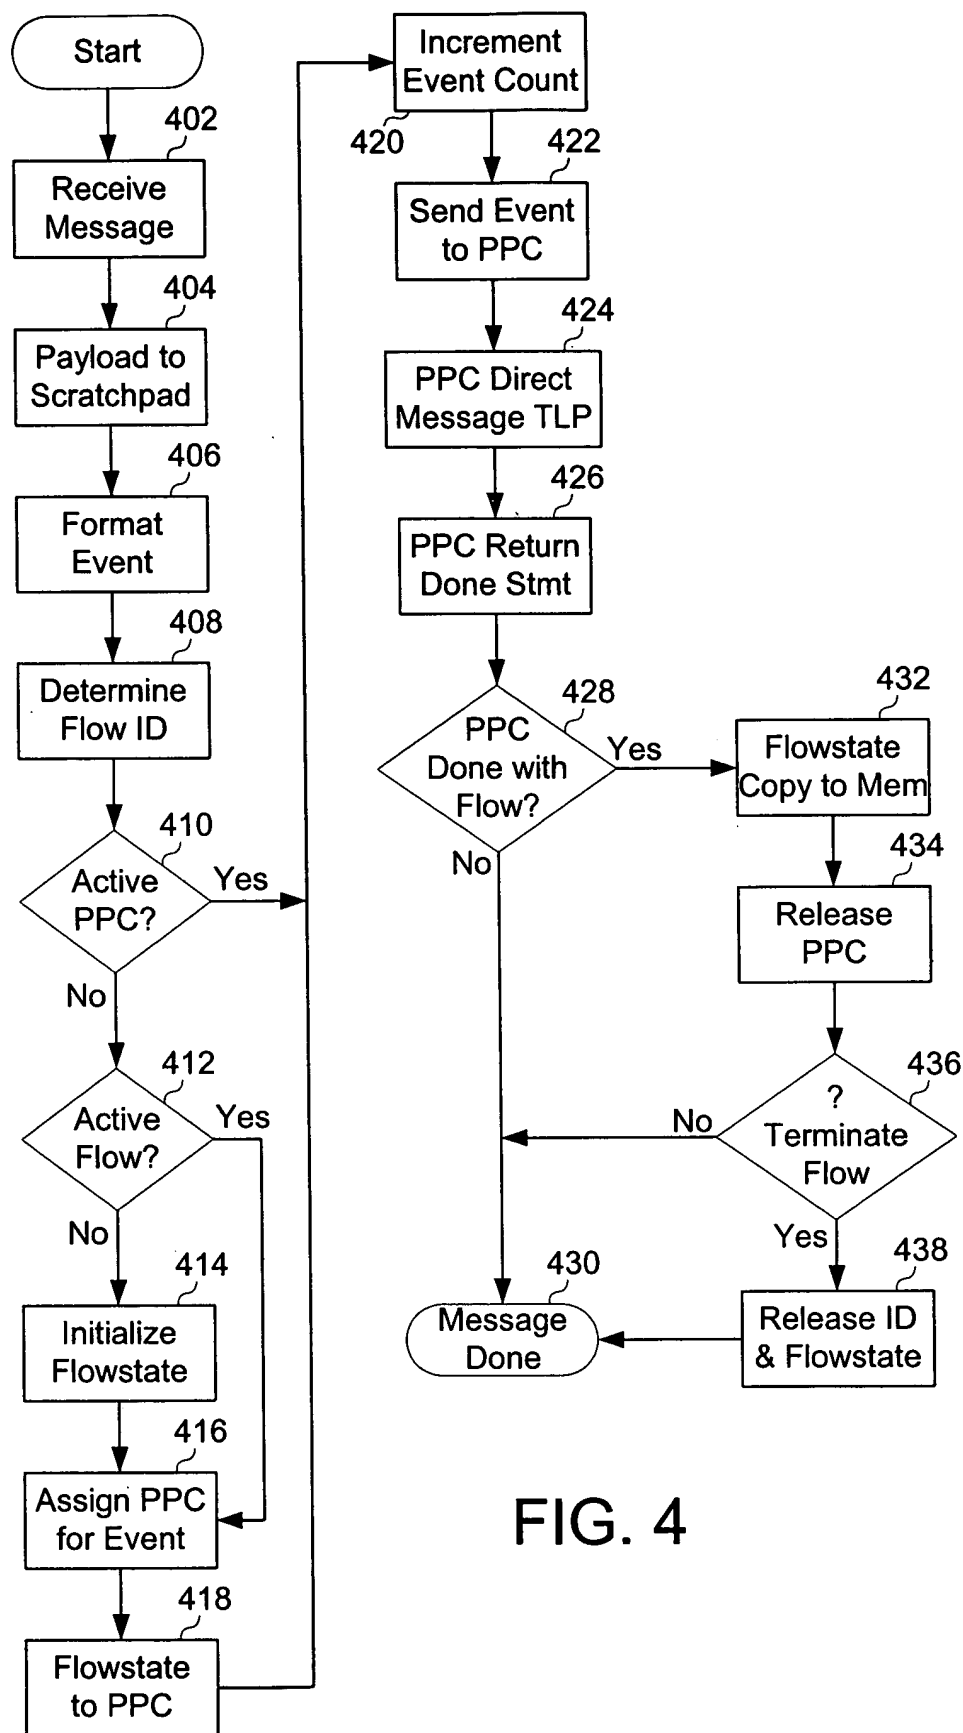 Start
402
Receive
Message
404
Payload to
Scratchpad
406
Format
Event
408
Determine
Flow ID
410
Active
PPC?
Yes
No
412
Active
Flow?
Yes
No
414
Initialize
Flowstate
416
Assign PPC
for Event
418
Flowstate
to PPC
Increment
Event Count
420
422
Send Event
to PPC
424
PPC Direct
Message TLP
426
PPC Return
Done Stmt
428
PPC
Done with
Flow?
Yes
No
432
Flowstate
Copy to Mem
434
Release
PPC
436
?
Terminate
Flow
No
Yes
438
Release ID
& Flowstate
430
Message
Done
FIG. 4